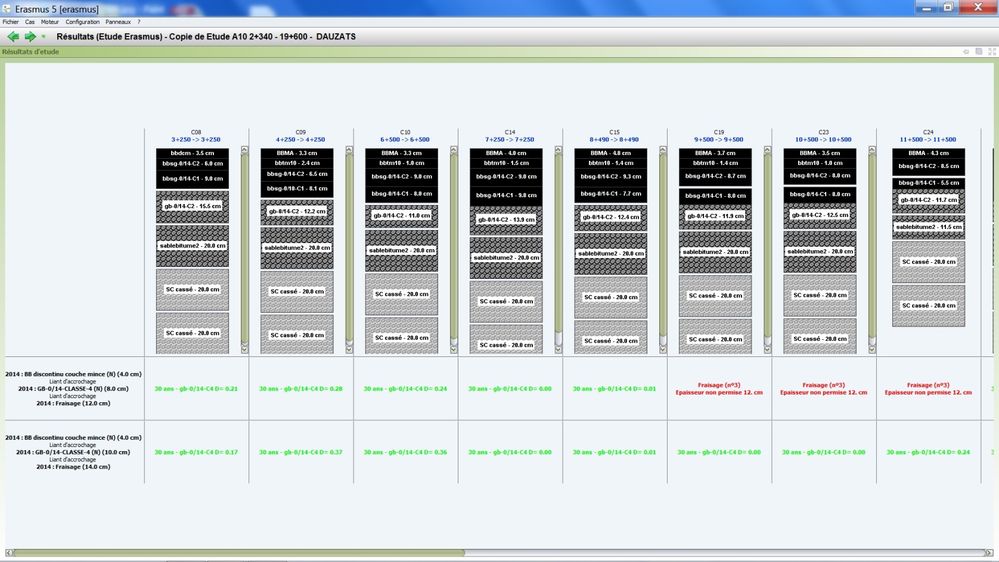 Erasmus 5 [erasmus]
Fichier Cas Moteur Configuration Panneaux ?
Résultats (Etude Erasmus) - Copie de Etude A10 2+340 - 19+600 - DAUZATS
Résultats d'etude
C08
3+250 -> 3+250
bbdcm - 3.5 cm
bbsg-0/14-C2 - 6.0 cm
bbsg-0/14-C1 - 9.0 cm
gb-0/14-C2 - 15.5 cm
sablebitume2 - 20.0 cm
SC cassé - 20.0 cm
SC cassé - 20.0 cm
C09
4+250 -> 4+250
BBMA - 3.3 cm
bbtm10 - 2.4 cm
bbsg-0/14-C2 - 6.5 cm
bbsg-0/10-C1 - 8.1 cm
gb-0/14-C2 - 12.2 cm
sablebitume2 - 20.0 cm
SC cassé - 20.0 cm
SC cassé - 20.0 cm
C10
6+500 -> 6+500
BBMA - 3.3 cm
bbtm10 - 1.0 cm
bbsg-0/14-C2 - 9.0 cm
bbsg-0/14-C1 - 8.0 cm
gb-0/14-C2 - 11.0 cm
sablebitume2 - 20.0 cm
SC cassé - 20.0 cm
SC cassé - 20.0 cm
C14
7+250 -> 7+250
BBMA - 4.0 cm
bbtm10 - 1.5 cm
bbsg-0/14-C2 - 9.0 cm
bbsg-0/14-C1 - 9.8 cm
gb-0/14-C2 - 13.9 cm
sablebitume2 - 20.0 cm
SC cassé - 20.0 cm
SC cassé - 20.0 cm
C15
8+490 -> 8+490
BBMA - 4.8 cm
bbtm10 - 1.4 cm
bbsg-0/14-C2 - 9.3 cm
bbsg-0/14-C1 - 7.7 cm
gb-0/14-C2 - 12.4 cm
sablebitume2 - 20.0 cm
SC cassé - 20.0 cm
SC cassé - 20.0 cm
C19
9+500 -> 9+500
BBMA - 3.7 cm
bbtm10 - 1.4 cm
bbsg-0/14-C2 - 8.7 cm
bbsg-0/14-C1 - 8.0 cm
gb-0/14-C2 - 11.9 cm
sablebitume2 - 20.0 cm
SC cassé - 20.0 cm
SC cassé - 20.0 cm
C23
10+500 -> 10+500
BBMA - 3.5 cm
bbtm10 - 1.0 cm
bbsg-0/14-C2 - 8.0 cm
bbsg-0/14-C1 - 8.0 cm
gb-0/14-C2 - 12.5 cm
sablebitume2 - 20.0 cm
SC cassé - 20.0 cm
SC cassé - 20.0 cm
C24
11+500 -> 11+500
BBMA - 4.3 cm
bbsg-0/14-C2 - 8.5 cm
bbsg-0/14-C1 - 5.5 cm
gb-0/14-C2 - 11.7 cm
sablebitume2 - 11.5 cm
SC cassé - 20.0 cm
SC cassé - 20.0 cm
2014 : BB discontinu couche mince (N) (4.0 cm)
Liant d'accrochage
2014 : GB-0/14-CLASSE-4 (N) (8.0 cm)
Liant d'accrochage
2014 : Fraisage (12.0 cm)
30 ans - gb-0/14-C4 D= 0.21
30 ans - gb-0/14-C4 D= 0.28
30 ans - gb-0/14-C4 D= 0.24
30 ans - gb-0/14-C4 D= 0.00
30 ans - gb-0/14-C4 D= 0.01
Fraisage (nº3)
Epaisseur non permise 12. cm
Fraisage (nº3)
Epaisseur non permise 12. cm
Fraisage (nº3)
Epaisseur non permise 12. cm
2014 : BB discontinu couche mince (N) (4.0 cm)
Liant d'accrochage
2014 : GB-0/14-CLASSE-4 (N) (10.0 cm)
Liant d'accrochage
2014 : Fraisage (14.0 cm)
30 ans - gb-0/14-C4 D= 0.17
30 ans - gb-0/14-C4 D= 0.37
30 ans - gb-0/14-C4 D= 0.36
30 ans - gb-0/14-C4 D= 0.00
30 ans - gb-0/14-C4 D= 0.01
30 ans - gb-0/14-C4 D= 0.00
30 ans - gb-0/14-C4 D= 0.00
30 ans - gb-0/14-C4 D= 0.24